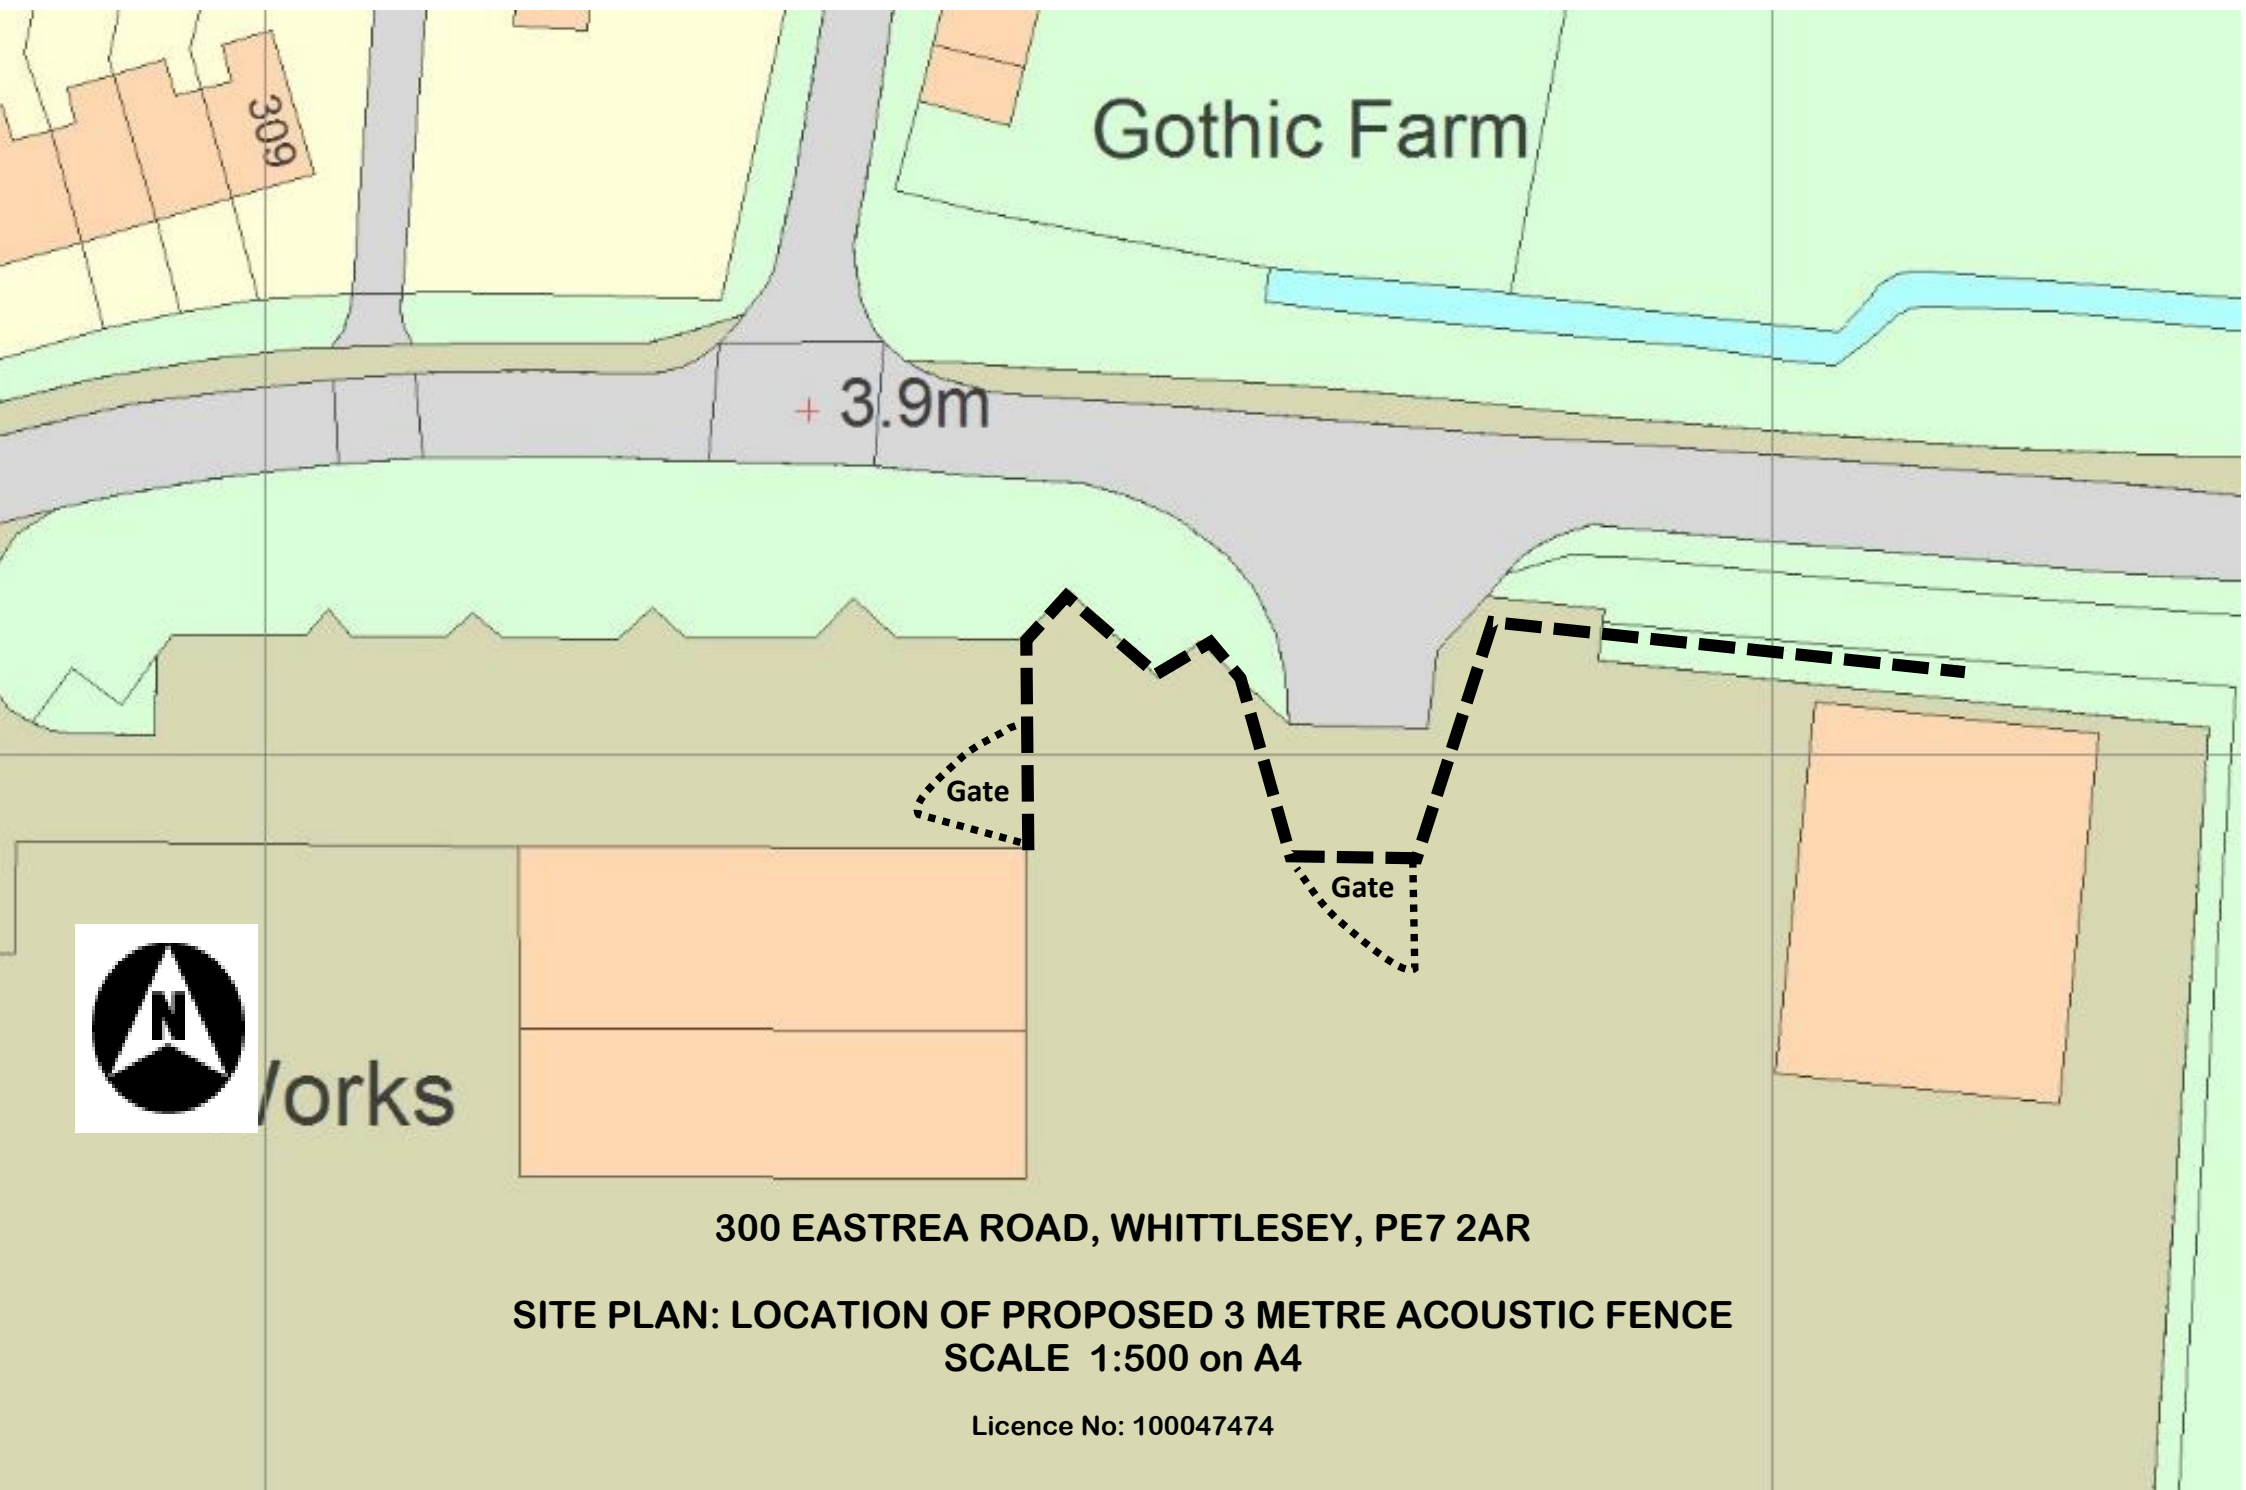 309
Gothic Farm
3.9m
Gate
Gate
N
300 EASTREA ROAD, WHITTLESEY, PE7 2AR
SITE PLAN: LOCATION OF PROPOSED 3 METRE ACOUSTIC FENCE
SCALE 1:500 on A4
Licence No: 100047474